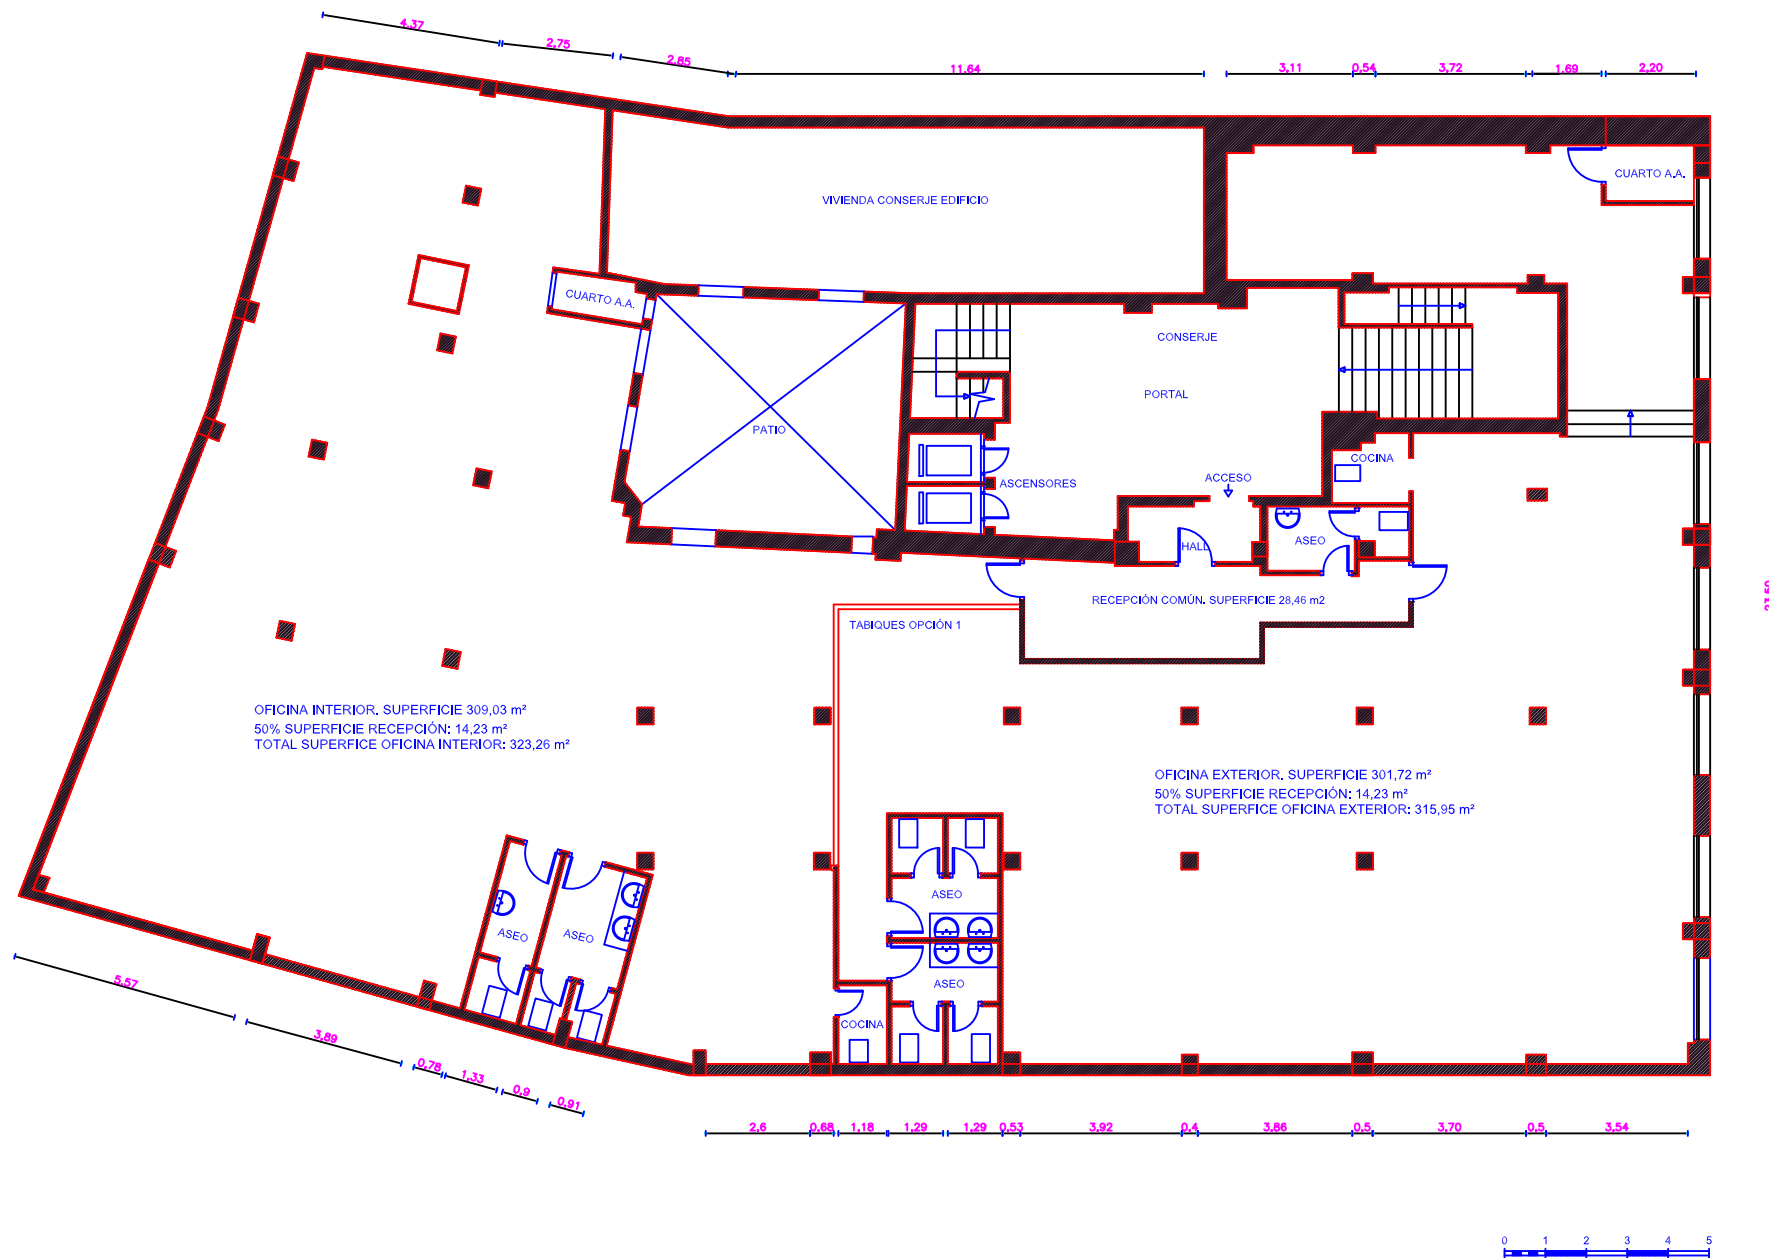 4,37
2,75
2,85
11,64
3,11
0,54
3,72
1,69
2,20
CUARTO A.A.
VIVIENDA CONSERJE EDIFICIO
CUARTO A.A.
CONSERJE
PORTAL
PATIO
COCINA
ASCENSORES
ACCESO
HALL
ASEO
RECEPCIÓN COMÚN. SUPERFICIE 28,46 m2
TABIQUES OPCIÓN 1
OFICINA INTERIOR. SUPERFICIE 309,03 m²
50% SUPERFICIE RECEPCIÓN: 14,23 m²
TOTAL SUPERFICE OFICINA INTERIOR: 323,26 m²
OFICINA EXTERIOR. SUPERFICIE 301,72 m²
50% SUPERFICIE RECEPCIÓN: 14,23 m²
TOTAL SUPERFICE OFICINA EXTERIOR: 315,95 m²
ASEO
ASEO
ASEO
ASEO
COCINA
5,57
3,89
0,78
1,33
0,9
0,91
2,6
0,68
1,18
1,29
1,29
0,53
3,92
0,4
3,86
0,5
3,70
0,5
3,54
0 1 2 3 4 5